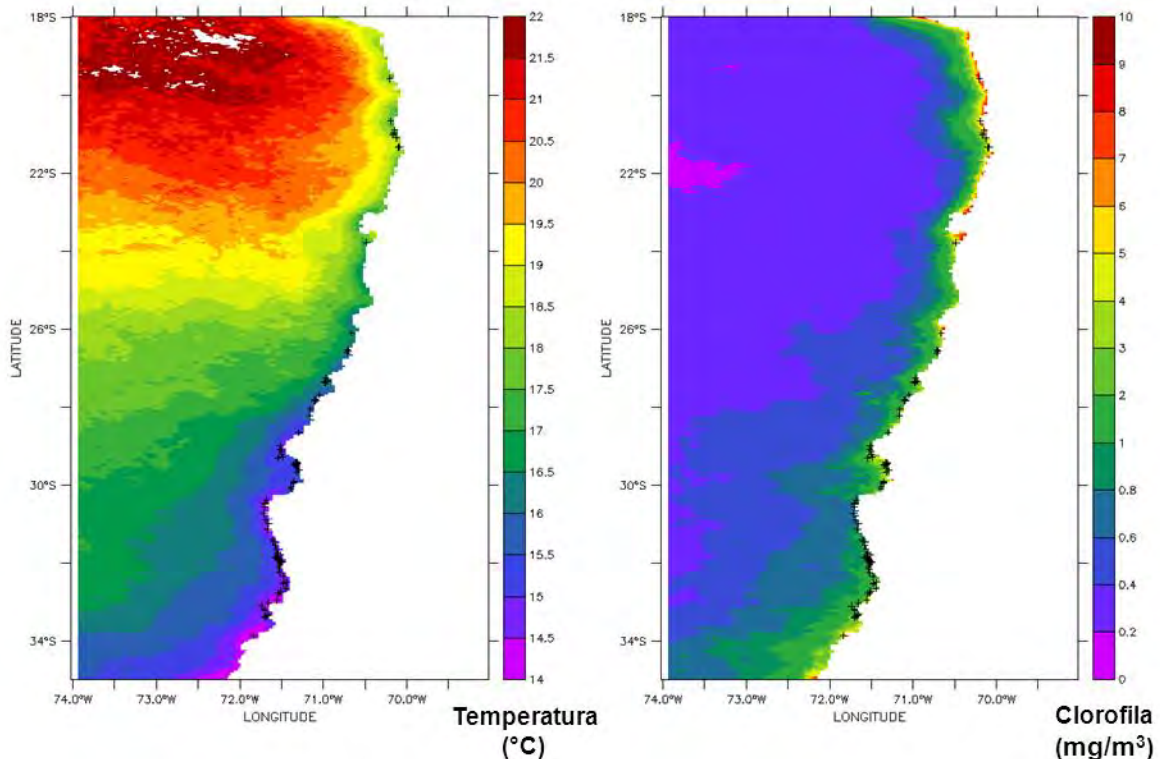 18°S
22°S
26°S
30°S
34°S
LATITUDE
74.0°W 73.0°W 72.0°W 71.0°W 70.0°W
LONGITUDE
22
21.5
21
20.5
20
19.5
19
18.5
18
17.5
17
16.5
16
15.5
15
14.5
14
Temperatura
(°C)
18°S
22°S
26°S
30°S
34°S
LATITUDE
74.0°W 73.0°W 72.0°W 71.0°W 70.0°W
LONGITUDE
10
9
8
7
6
5
4
3
2
1
0.8
0.6
0.4
0.2
0
Clorofila
(mg/m³)